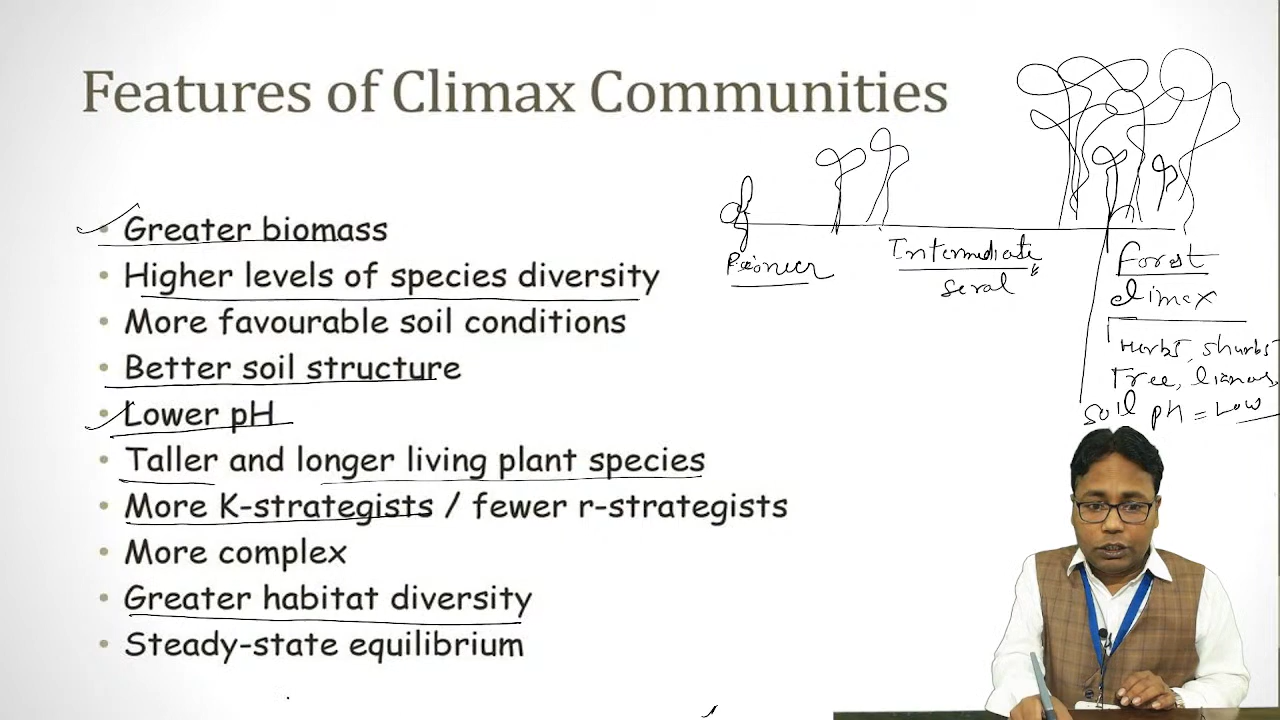 Features of Climax Communities
• Greater biomass
• Higher levels of species diversity
• More favourable soil conditions
• Better soil structure
• Lower pH
• Taller and longer living plant species
• More K-strategists / fewer r-strategists
• More complex
• Greater habitat diversity
• Steady-state equilibrium
Pioneer
Intermediate
seral
Forest
climax
Herbs, shurbs
Tree, lianas,
soil pH = Low